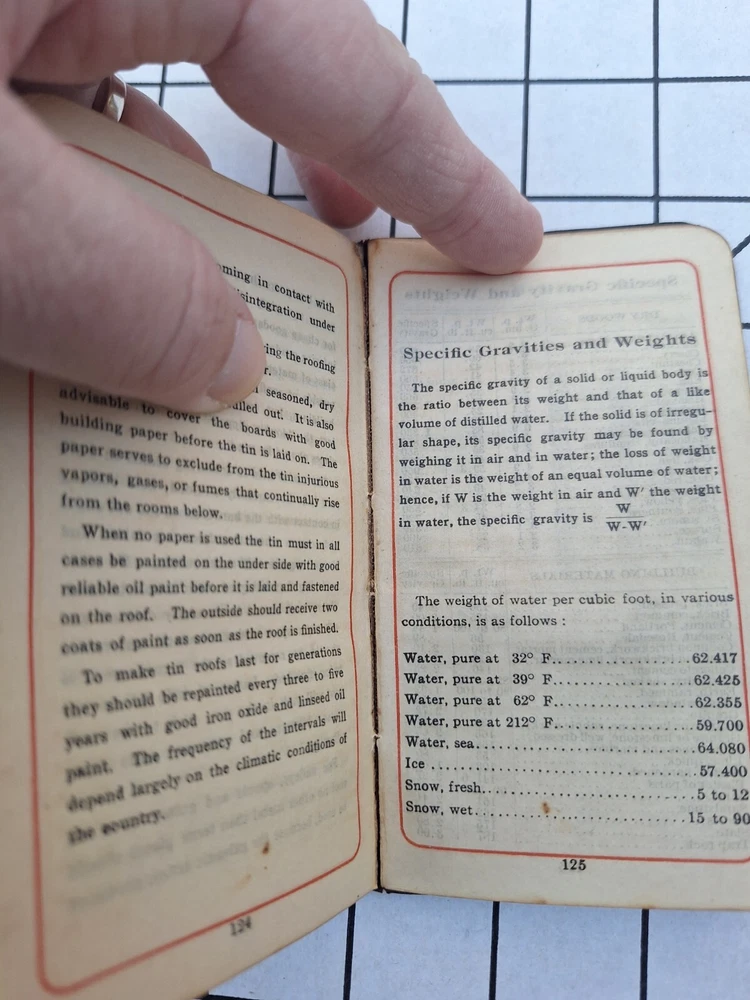 ming in contact with
disintegration under
ing the roofing
r.
seasoned, dry
ulled out. It is also
advisable to cover the boards with good
building paper before the tin is laid on. The
paper serves to exclude from the tin injurious
vapors, gases, or fumes that continually rise
from the rooms below.
When no paper is used the tin must in all
cases be painted on the under side with good
reliable oil paint before it is laid and fastened
on the roof. The outside should receive two
coats of paint as soon as the roof is finished.
To make tin roofs last for generations
they should be repainted every three to five
years with good iron oxide and linseed oil
paint. The frequency of the intervals will
depend largely on the climatic conditions of
the country.
124
Specific Gravities and Weights
The specific gravity of a solid or liquid body is
the ratio between its weight and that of a like
volume of distilled water. If the solid is of irregu-
lar shape, its specific gravity may be found by
weighing it in air and in water; the loss of weight
in water is the weight of an equal volume of water;
hence, if W is the weight in air and W' the weight
in water, the specific gravity is W
W-W'
The weight of water per cubic foot, in various
conditions, is as follows :
Water, pure at 32° F....................62.417
Water, pure at 39° F....................62.425
Water, pure at 62° F....................62.355
Water, pure at 212° F....................59.700
Water, sea..............................64.080
Ice ....................................57.400
Snow, fresh.............................5 to 12
Snow, wet..............................15 to 90
125